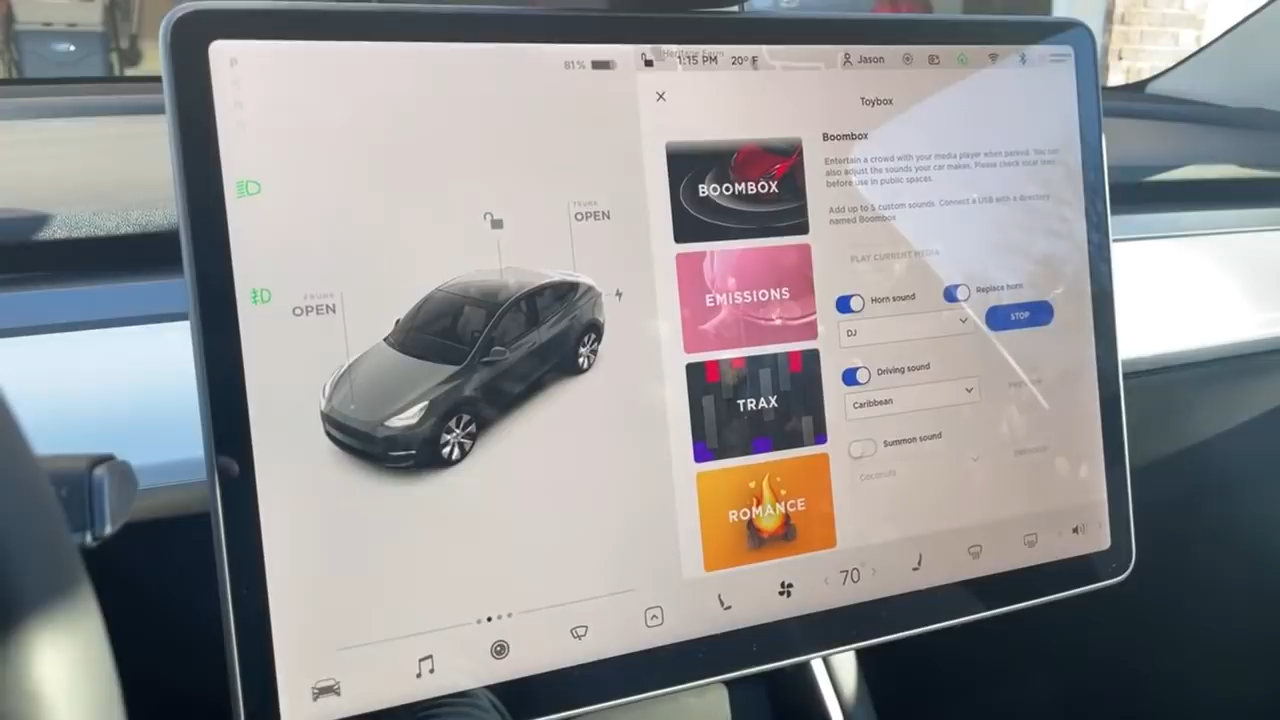 P
81%
1:15 PM 20° F
Jason
Toybox
BOOMBOX
EMISSIONS
TRAX
ROMANCE
Boombox
Entertain a crowd with your media player when parked. You can
also adjust the sounds your car makes. Please check local laws
before use in public spaces.
Add up to 5 custom sounds. Connect a USB with a directory
named Boombox
PLAY CURRENT MEDIA
Horn sound
Replace horn
DJ
STOP
Driving sound
Caribbean
Preview
Summon sound
Coconuts
Preview
TRUNK
OPEN
FRUNK
OPEN
70°